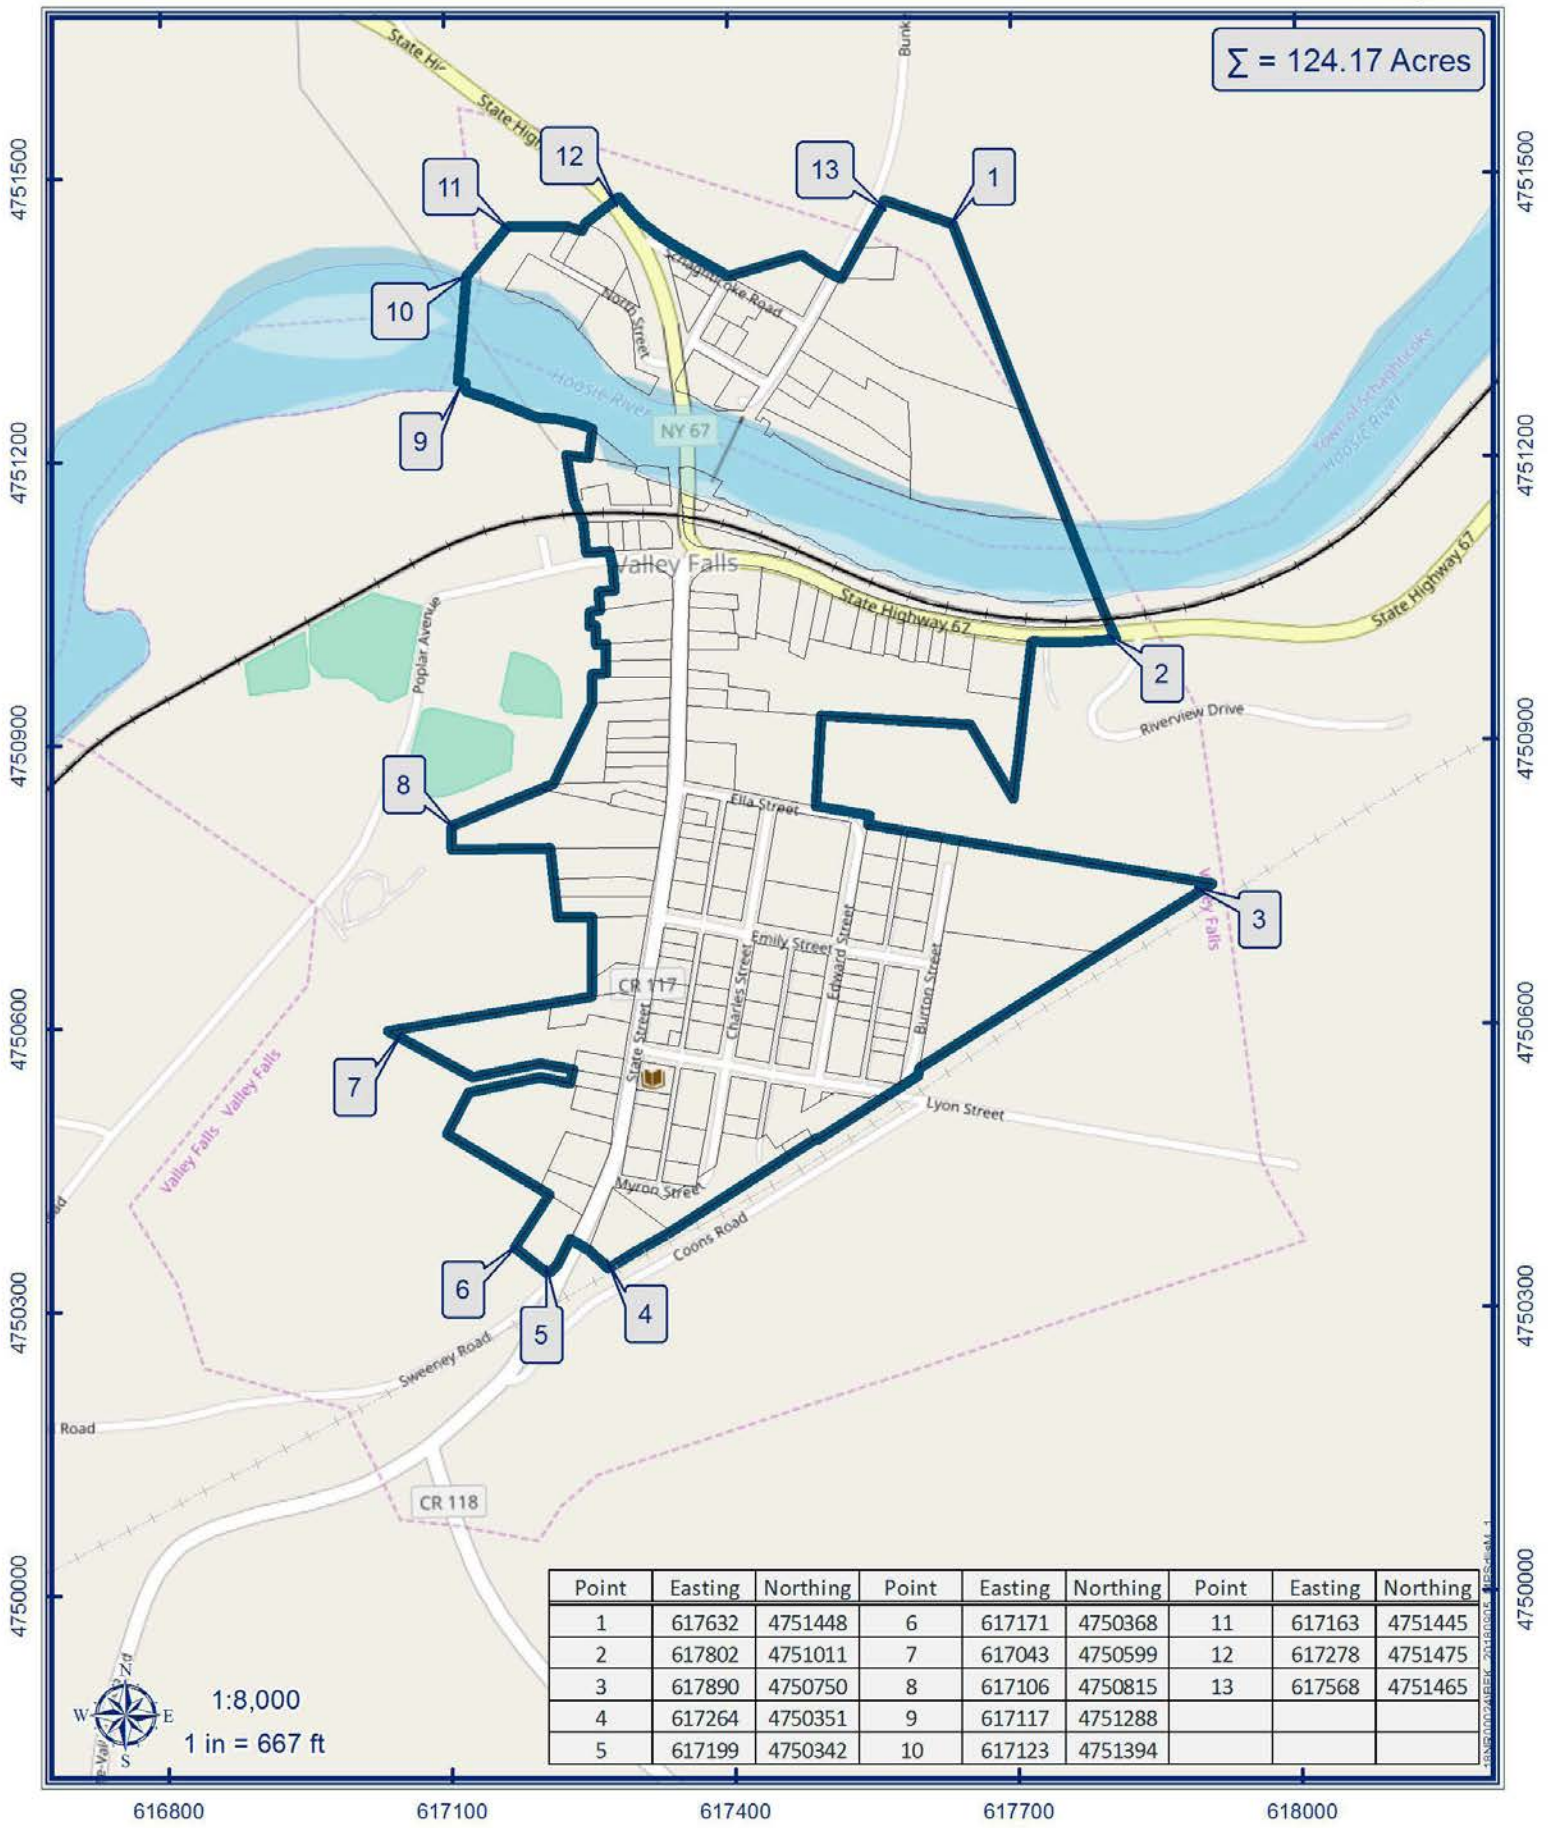 Σ = 124.17 Acres
State High
12
13
1
11
4751500
4751500
Schaghticoke Road
10
North Street
Hoosic River
Town of Schaghticoke
Hoosic River
9
NY 67
4751200
4751200
Valley Falls
State Highway 67
State Highway 67
Poplar Avenue
2
Riverview Drive
4750900
4750900
8
Ella Street
3
Valley Falls
Emily Street
Edward Street
Charles Street
Burton Street
CR 117
State Street
4750600
4750600
7
Lyon Street
Valley Falls
Valley Falls
Myron Street
Coons Road
6
4
5
4750300
4750300
Sweeney Road
Road
CR 118
4750000
4750000
Point Easting Northing Point Easting Northing Point Easting Northing
1 617632 4751448 6 617171 4750368 11 617163 4751445
2 617802 4751011 7 617043 4750599 12 617278 4751475
3 617890 4750750 8 617106 4750815 13 617568 4751465
4 617264 4750351 9 617117 4751288
5 617199 4750342 10 617123 4751394
N
W E
S
1:8,000
1 in = 667 ft
616800 617100 617400 617700 618000